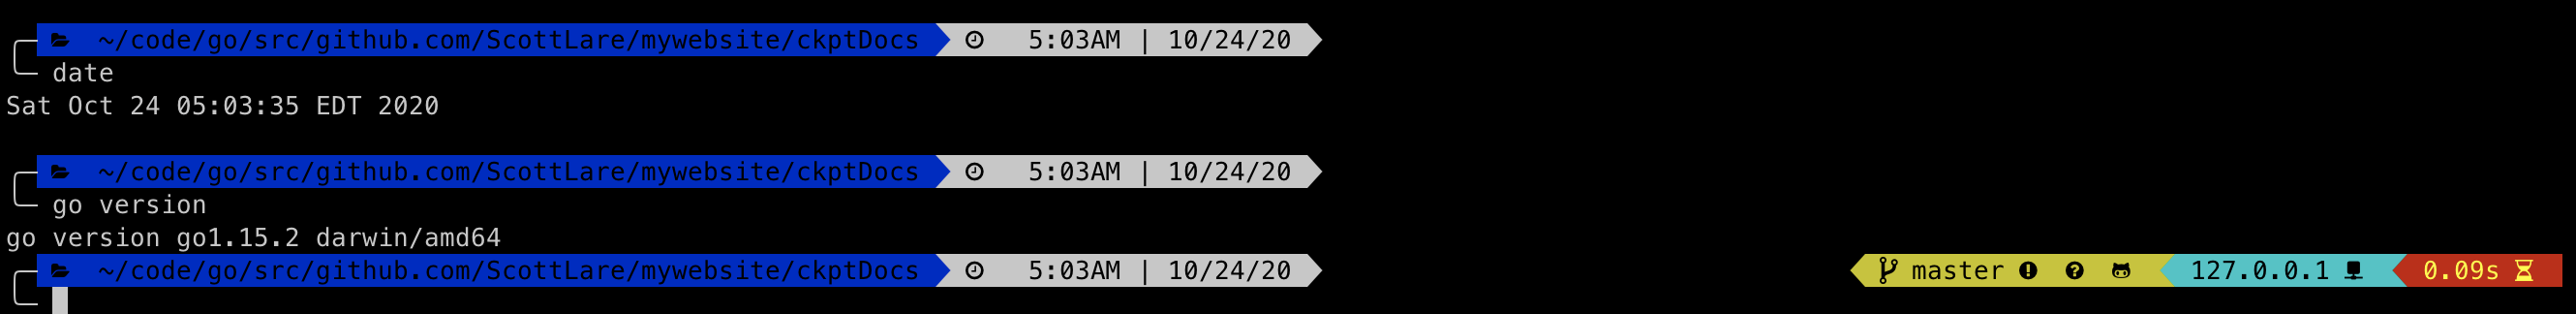 ~/code/go/src/github.com/ScottLare/mywebsite/ckptDocs 5:03AM | 10/24/20
date
Sat Oct 24 05:03:35 EDT 2020
~/code/go/src/github.com/ScottLare/mywebsite/ckptDocs 5:03AM | 10/24/20
go version
go version go1.15.2 darwin/amd64
~/code/go/src/github.com/ScottLare/mywebsite/ckptDocs 5:03AM | 10/24/20 master 127.0.0.1 0.09s